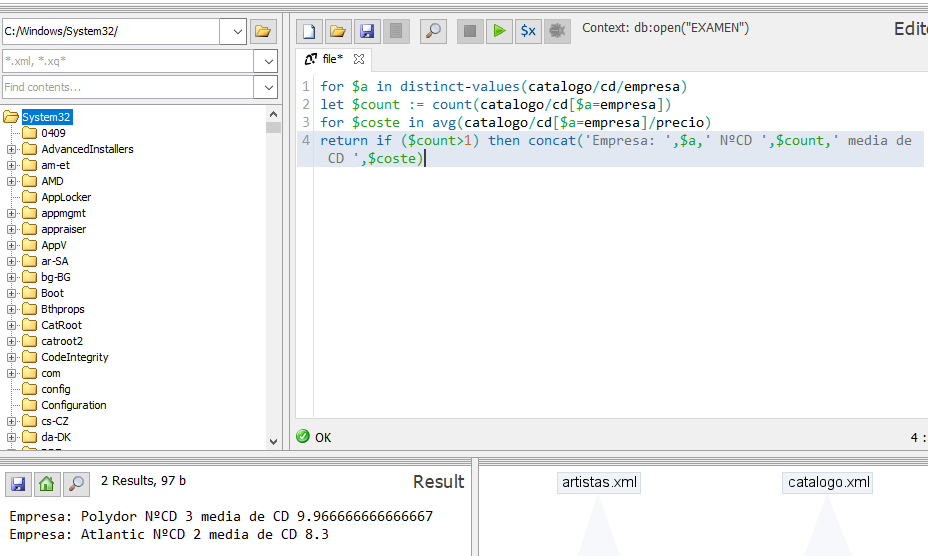 C:/Windows/System32/
*.xml, *.xq*
Find contents...
System32
0409
AdvancedInstallers
am-et
AMD
AppLocker
appmgmt
appraiser
AppV
ar-SA
bg-BG
Boot
Bthprops
CatRoot
catroot2
CodeIntegrity
com
config
Configuration
cs-CZ
da-DK
$x
Context: db:open("EXAMEN")
file*
1 for $a in distinct-values(catalogo/cd/empresa)
2 let $count := count(catalogo/cd[$a=empresa])
3 for $coste in avg(catalogo/cd[$a=empresa]/precio)
4 return if ($count>1) then concat('Empresa: ',$a,' NºCD ',$count,' media de
CD ',$coste)
OK
4 :
2 Results, 97 b
Result
Empresa: Polydor NºCD 3 media de CD 9.966666666666667
Empresa: Atlantic NºCD 2 media de CD 8.3
artistas.xml
catalogo.xml